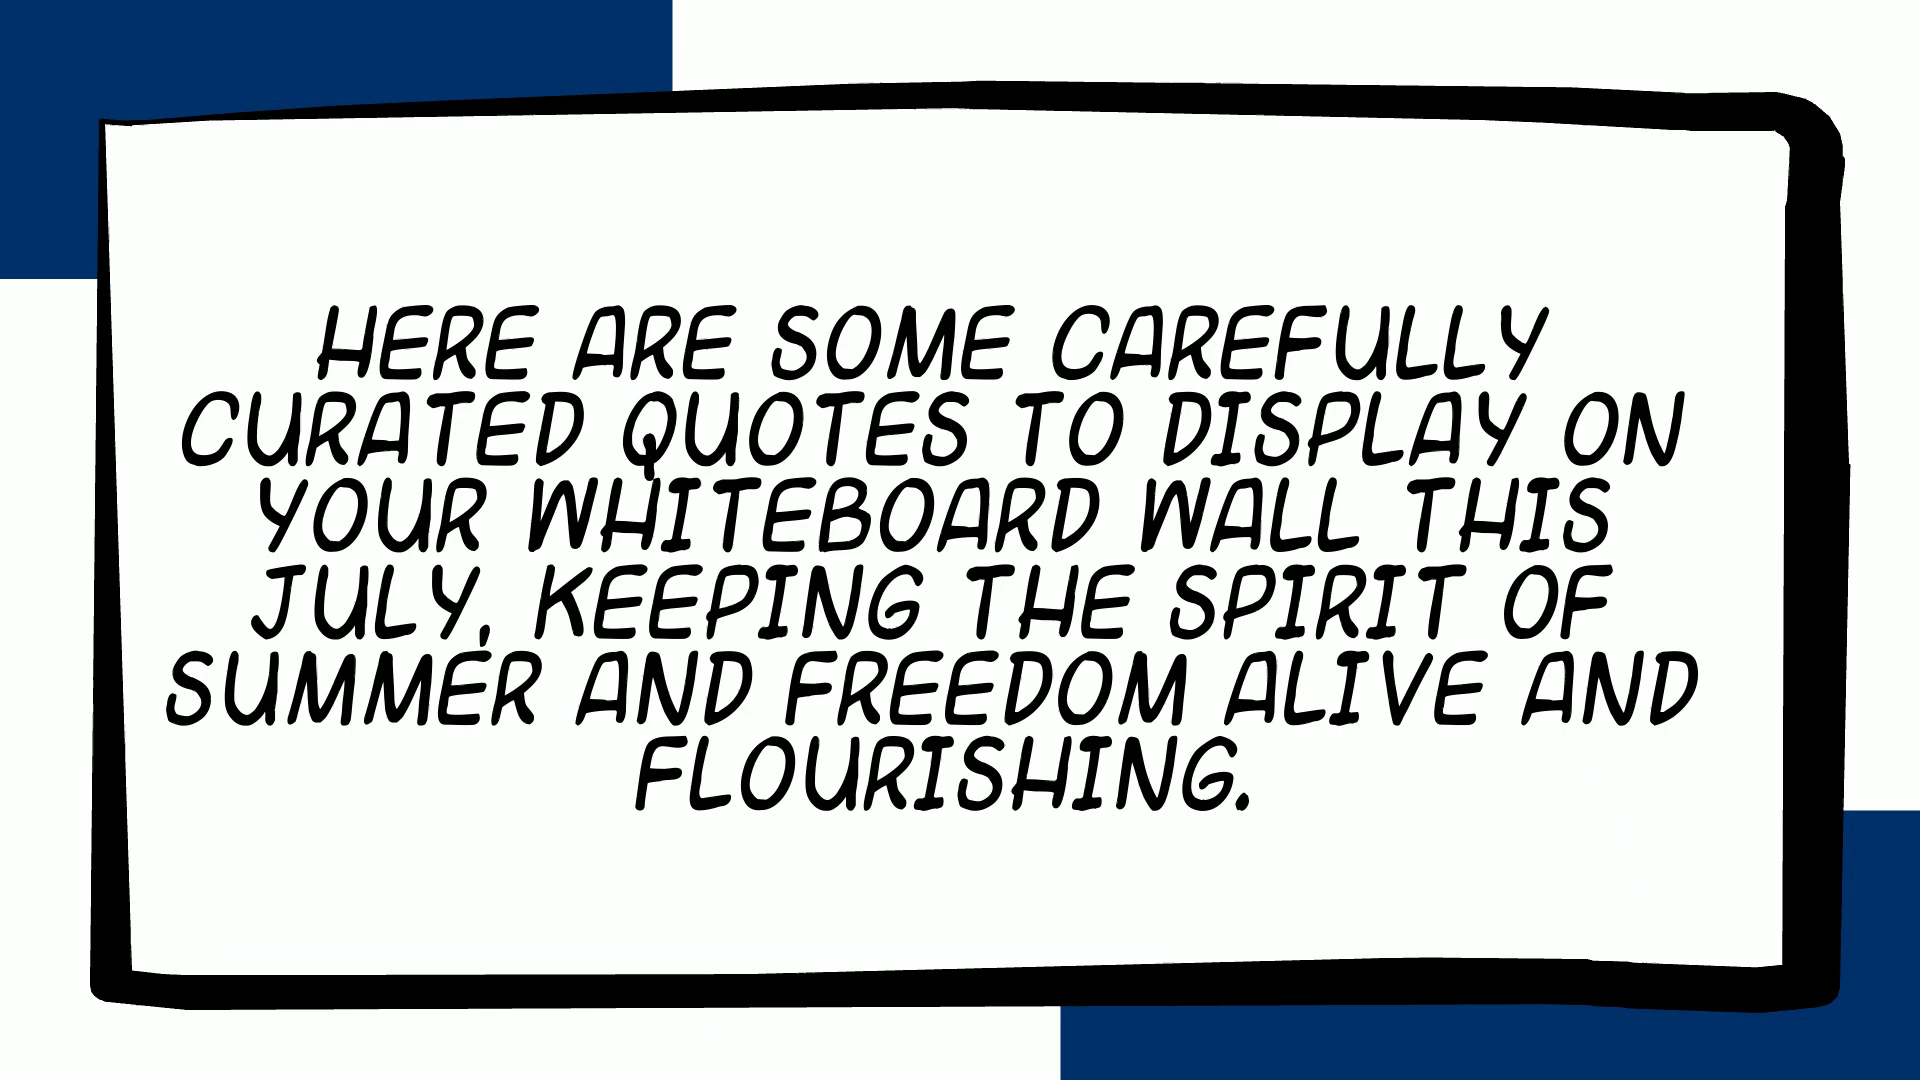 HERE ARE SOME CAREFULLY
CURATED QUOTES TO DISPLAY ON
YOUR WHITEBOARD WALL THIS
JULY, KEEPING THE SPIRIT OF
SUMMER AND FREEDOM ALIVE AND
FLOURISHING.